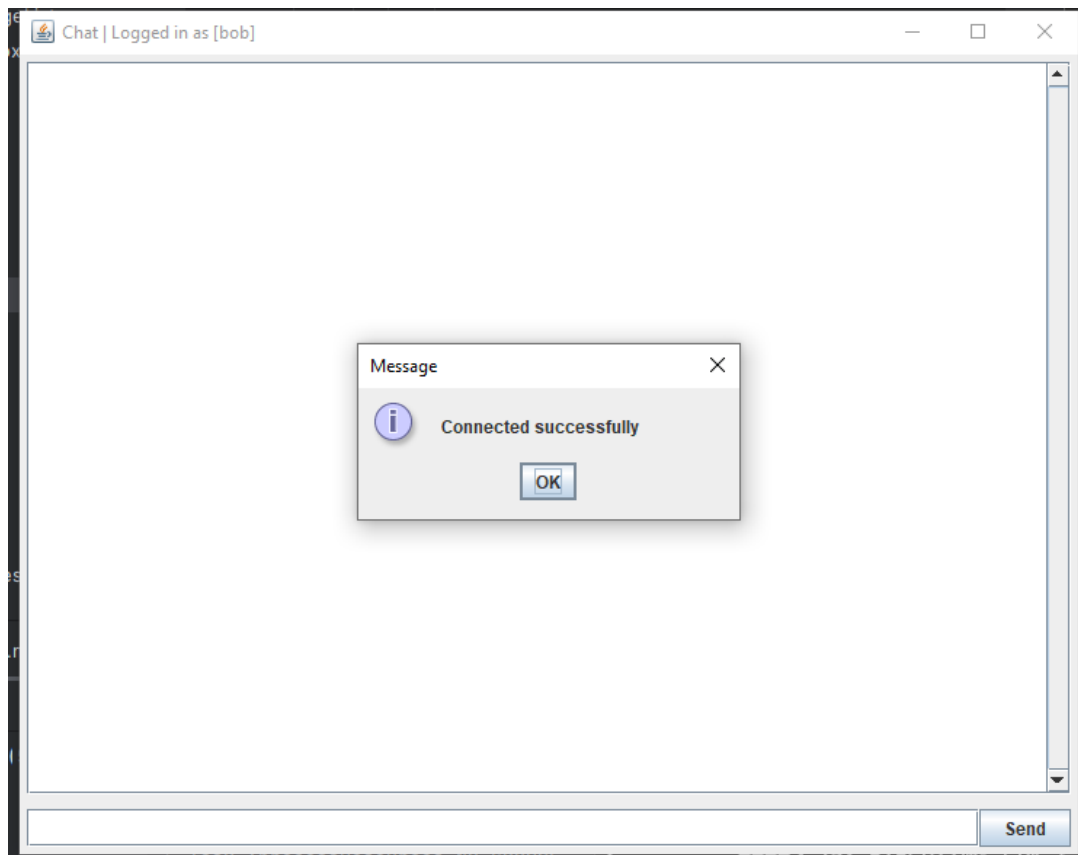 Chat | Logged in as [bob]
Message
i
Connected successfully
OK
Send